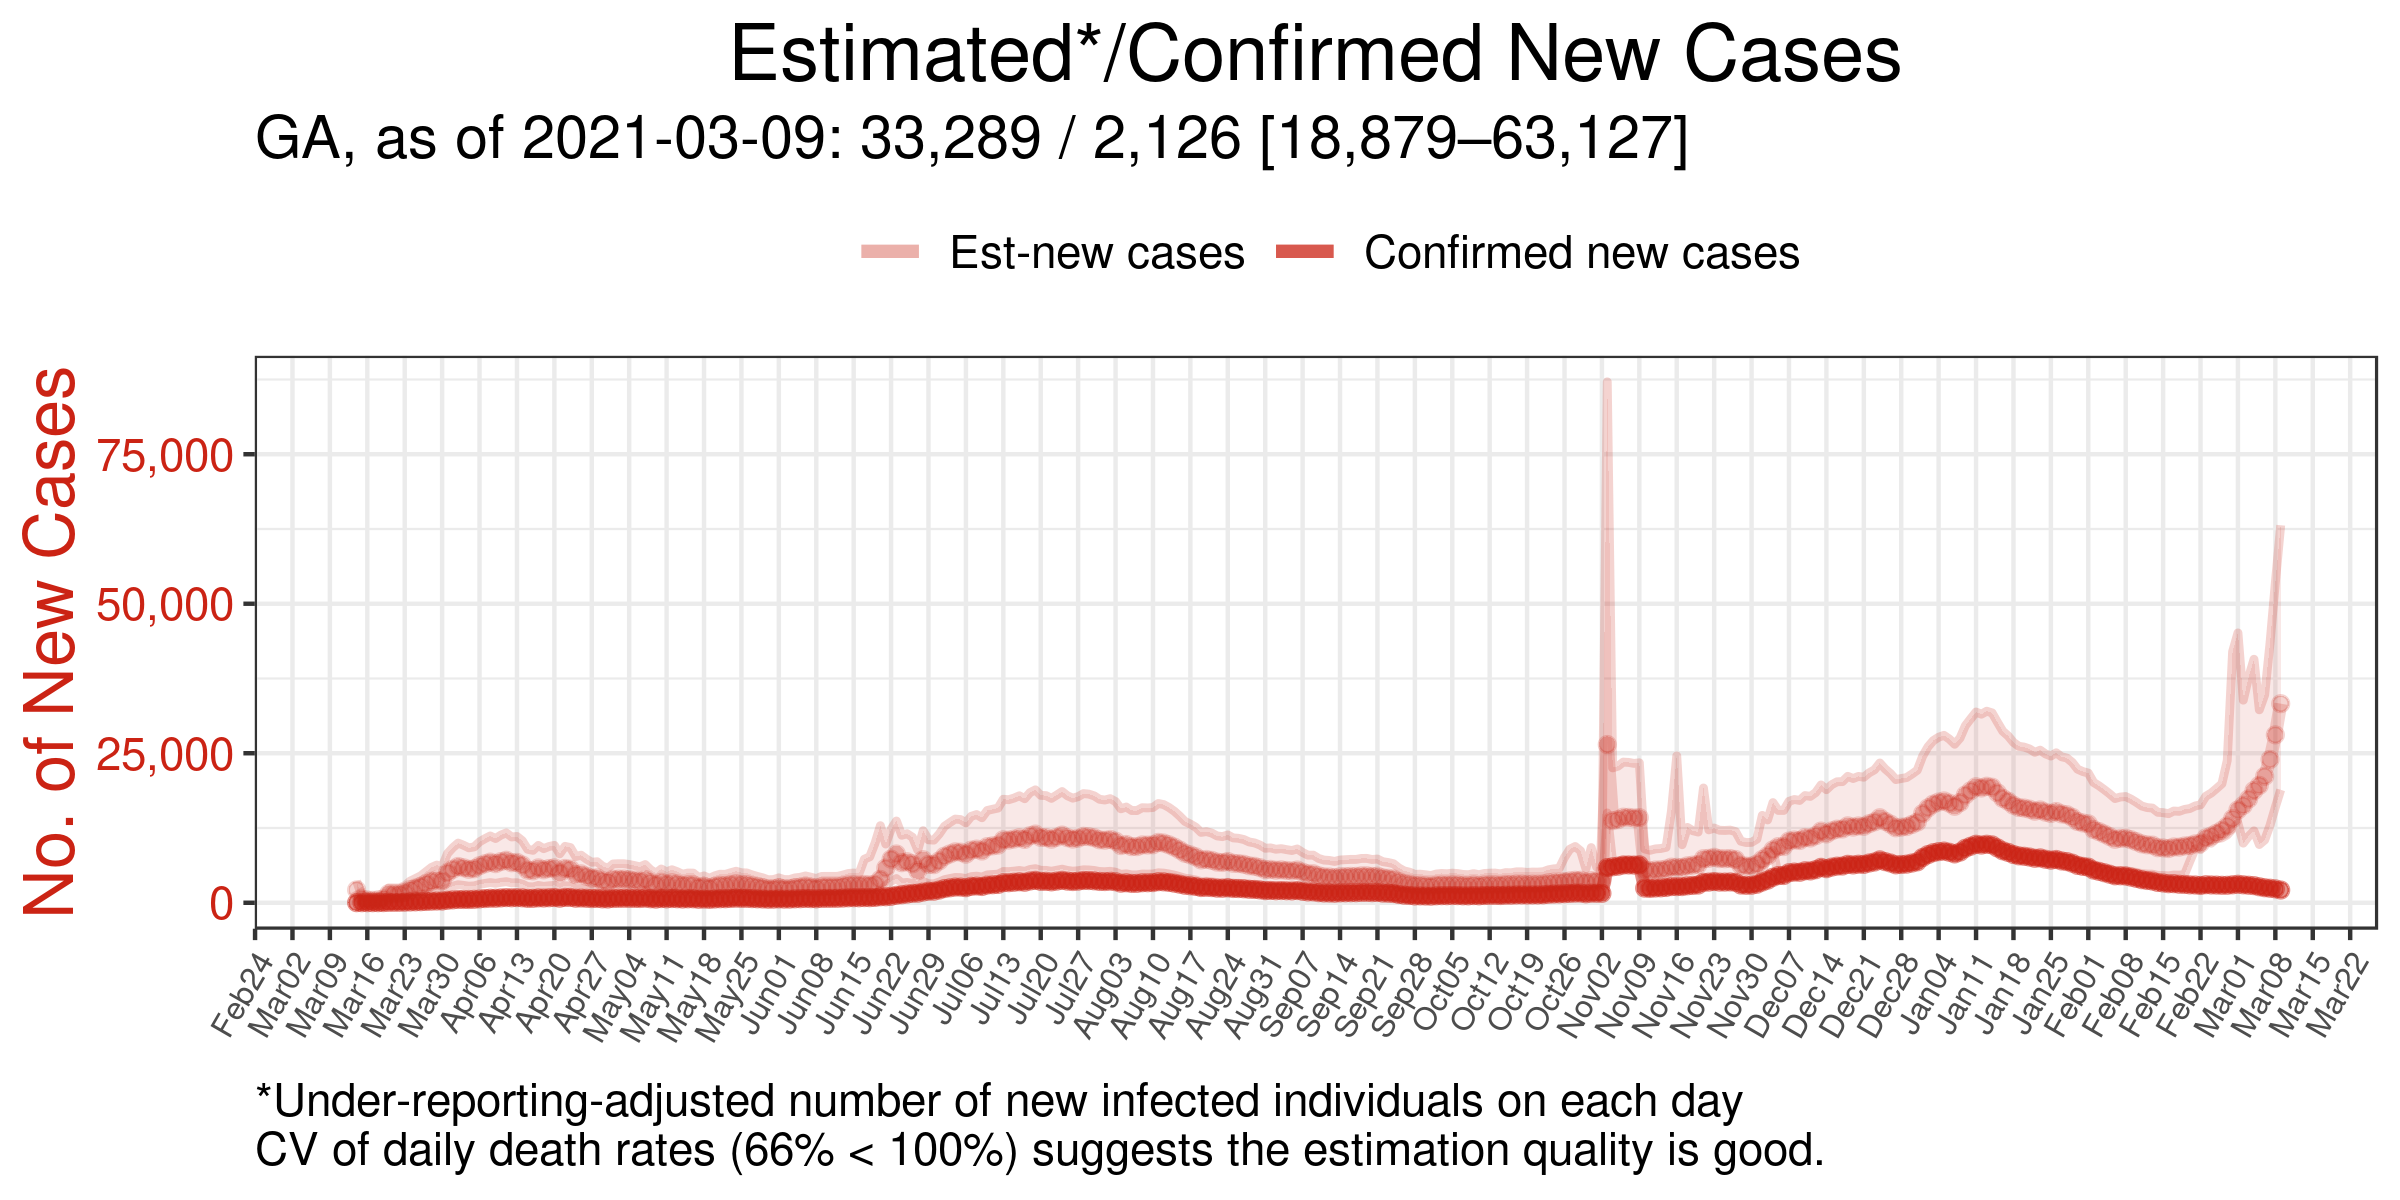 Estimated*/Confirmed New Cases
GA, as of 2021-03-09: 33,289 / 2,126 [18,879–63,127]
Est-new cases Confirmed new cases
No. of New Cases
75,000
50,000
25,000
0
Feb24 Mar02 Mar09 Mar16 Mar23 Mar30 Apr06 Apr13 Apr20 Apr27 May04 May11 May18 May25 Jun01 Jun08 Jun15 Jun22 Jun29 Jul06 Jul13 Jul20 Jul27 Aug03 Aug10 Aug17 Aug24 Aug31 Sep07 Sep14 Sep21 Sep28 Oct05 Oct12 Oct19 Oct26 Nov02 Nov09 Nov16 Nov23 Nov30 Dec07 Dec14 Dec21 Dec28 Jan04 Jan11 Jan18 Jan25 Feb01 Feb08 Feb15 Feb22 Mar01 Mar08 Mar15 Mar22
*Under-reporting-adjusted number of new infected individuals on each day
CV of daily death rates (66% < 100%) suggests the estimation quality is good.